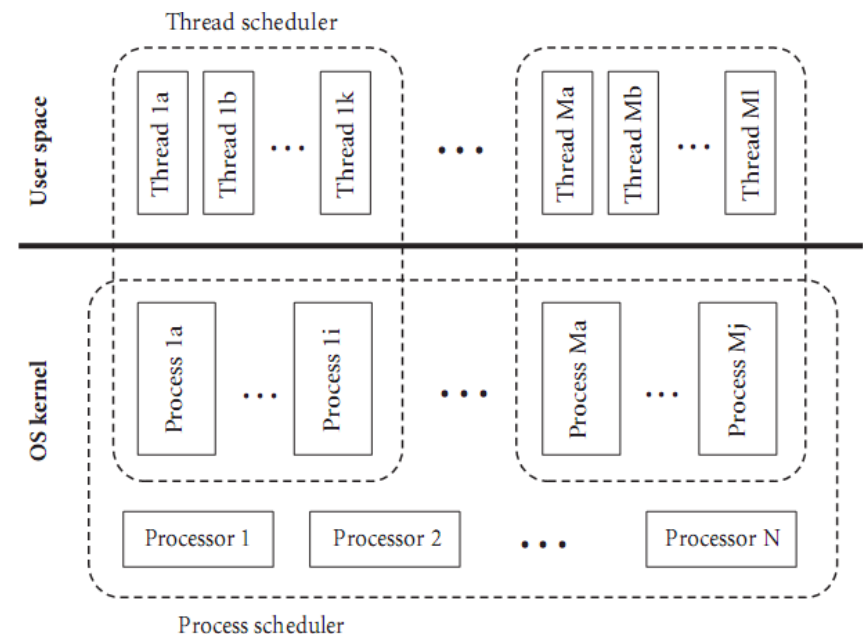 Thread scheduler
User space
Thread 1a
Thread 1b
...
Thread 1k
...
Thread Ma
Thread Mb
...
Thread Ml
OS kernel
Process 1a
...
Process 1i
...
Process Ma
...
Process Mj
Processor 1
Processor 2
...
Processor N
Process scheduler